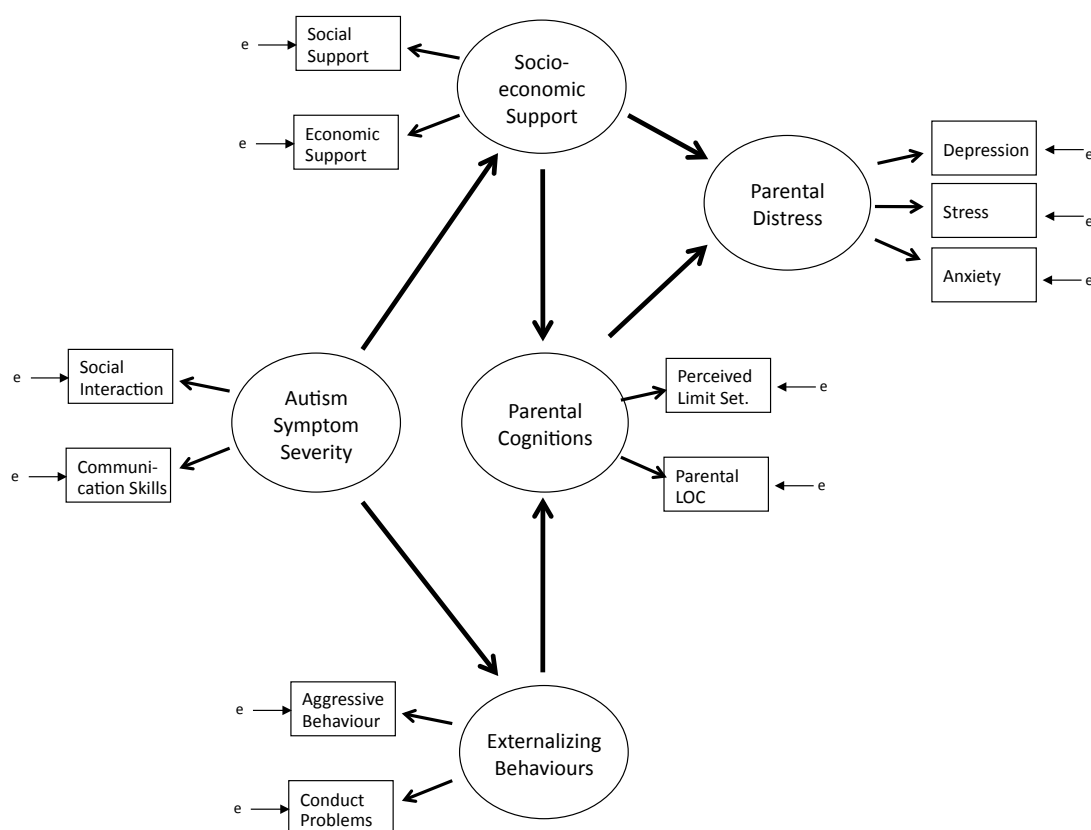 e
Social
Support
Socio-
economic
Support
e
Economic
Support
Parental
Distress
Depression
e
Stress
e
Anxiety
e
e
Social
Interaction
Autism
Symptom
Severity
Parental
Cognitions
Perceived
Limit Set.
e
e
Communi-
cation Skills
Parental
LOC
e
e
Aggressive
Behaviour
Externalizing
Behaviours
e
Conduct
Problems